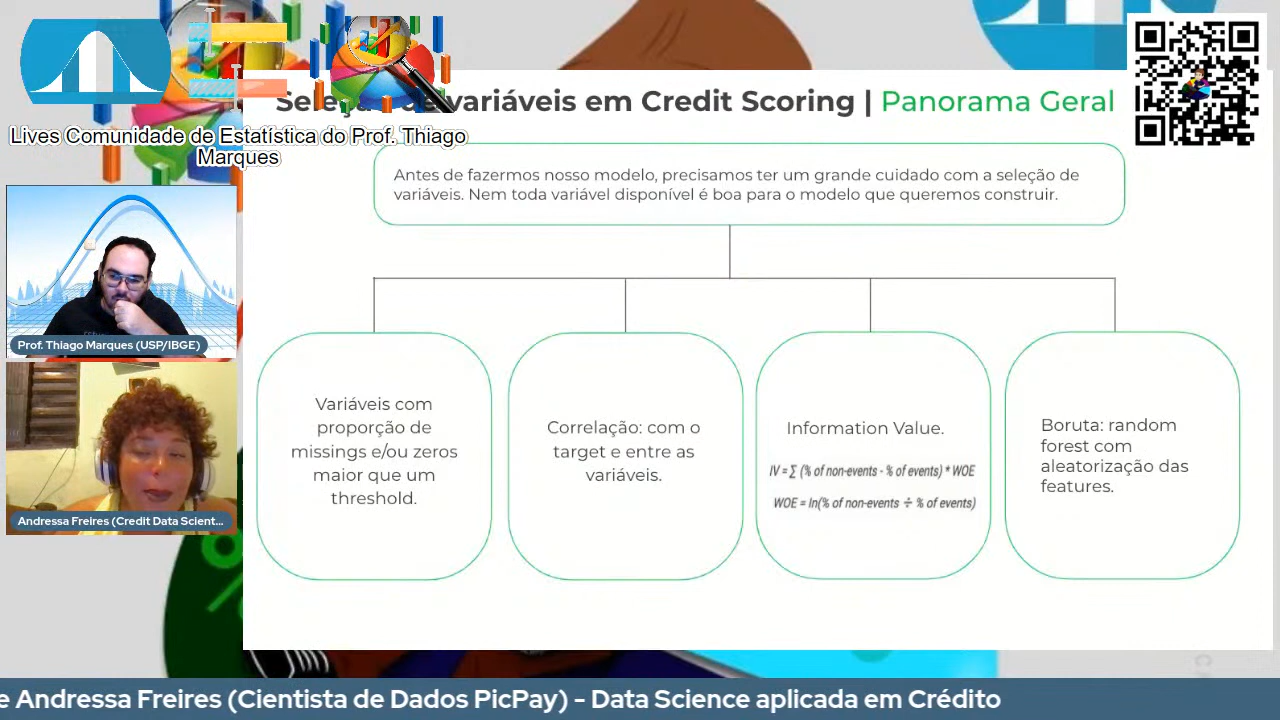 Seleção de variáveis em Credit Scoring | Panorama Geral
Lives Comunidade de Estatística do Prof. Thiago
Marques
Antes de fazermos nosso modelo, precisamos ter um grande cuidado com a seleção de
variáveis. Nem toda variável disponível é boa para o modelo que queremos construir.
Prof. Thiago Marques (USP/IBGE)
Andressa Freires (Credit Data Scient...
Variáveis com
proporção de
missings e/ou zeros
maior que um
threshold.
Correlação: com o
target e entre as
variáveis.
Information Value.
IV = ∑ (% of non-events - % of events) * WOE
WOE = ln(% of non-events ÷ % of events)
Boruta: random
forest com
aleatorização das
features.
%
e Andressa Freires (Cientista de Dados PicPay) - Data Science aplicada em Crédito